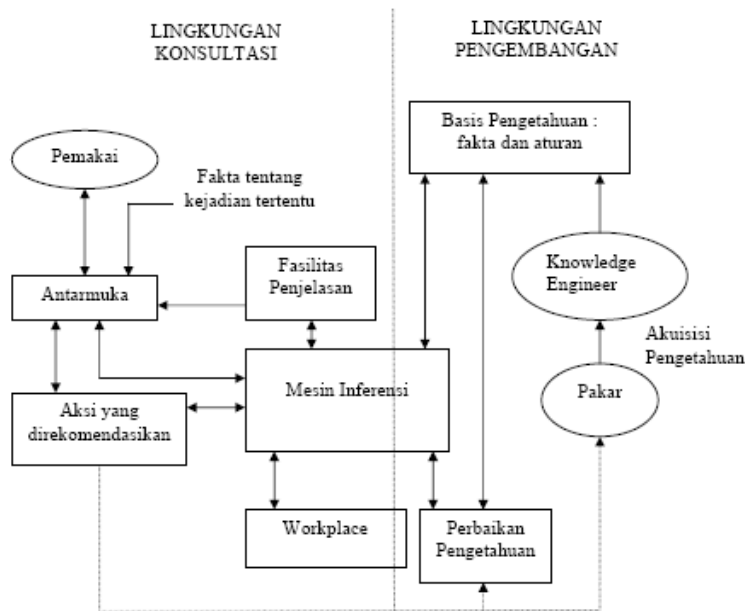 LINGKUNGAN
KONSULTASI
LINGKUNGAN
PENGEMBANGAN
Basis Pengetahuan :
fakta dan aturan
Pemakai
Fakta tentang
kejadian tertentu
Fasilitas
Penjelasan
Knowledge
Engineer
Antarmuka
Akuisisi
Pengetahuan
Mesin Inferensi
Pakar
Aksi yang
direkomendasikan
Workplace
Perbaikan
Pengetahuan